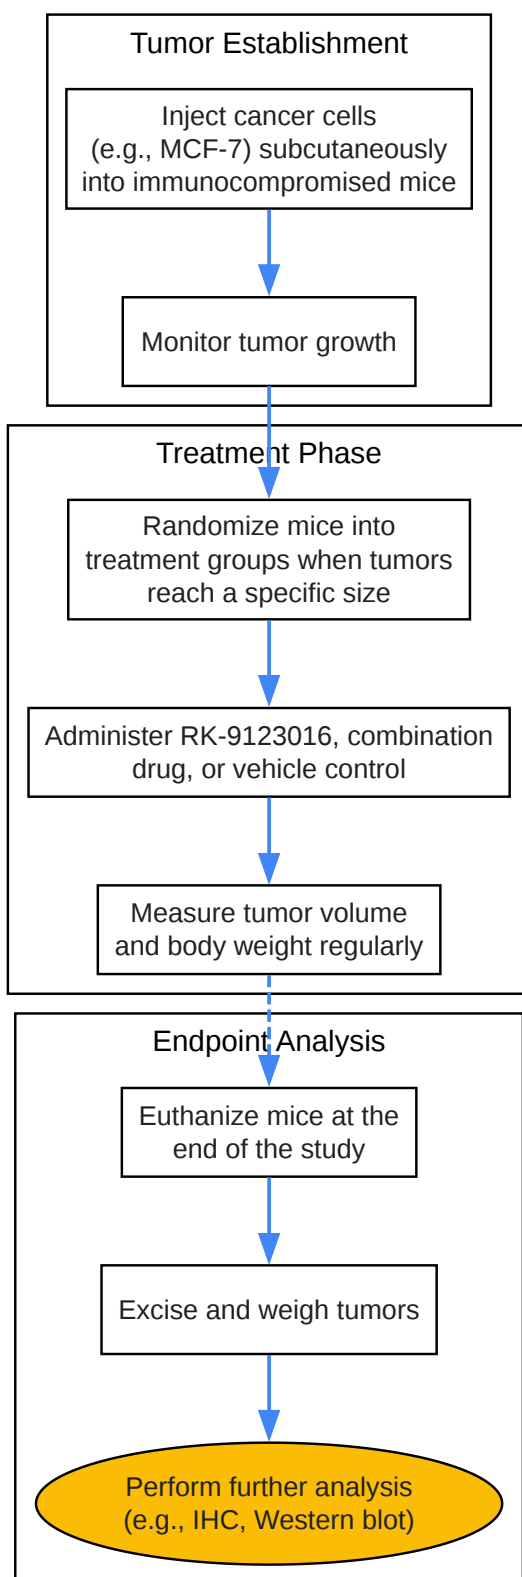 Tumor Establishment
Inject cancer cells
(e.g., MCF-7) subcutaneously
into immunocompromised mice
Monitor tumor growth
Treatment Phase
Randomize mice into
treatment groups when tumors
reach a specific size
Administer RK-9123016, combination
drug, or vehicle control
Measure tumor volume
and body weight regularly
Endpoint Analysis
Euthanize mice at the
end of the study
Excise and weigh tumors
Perform further analysis
(e.g., IHC, Western blot)